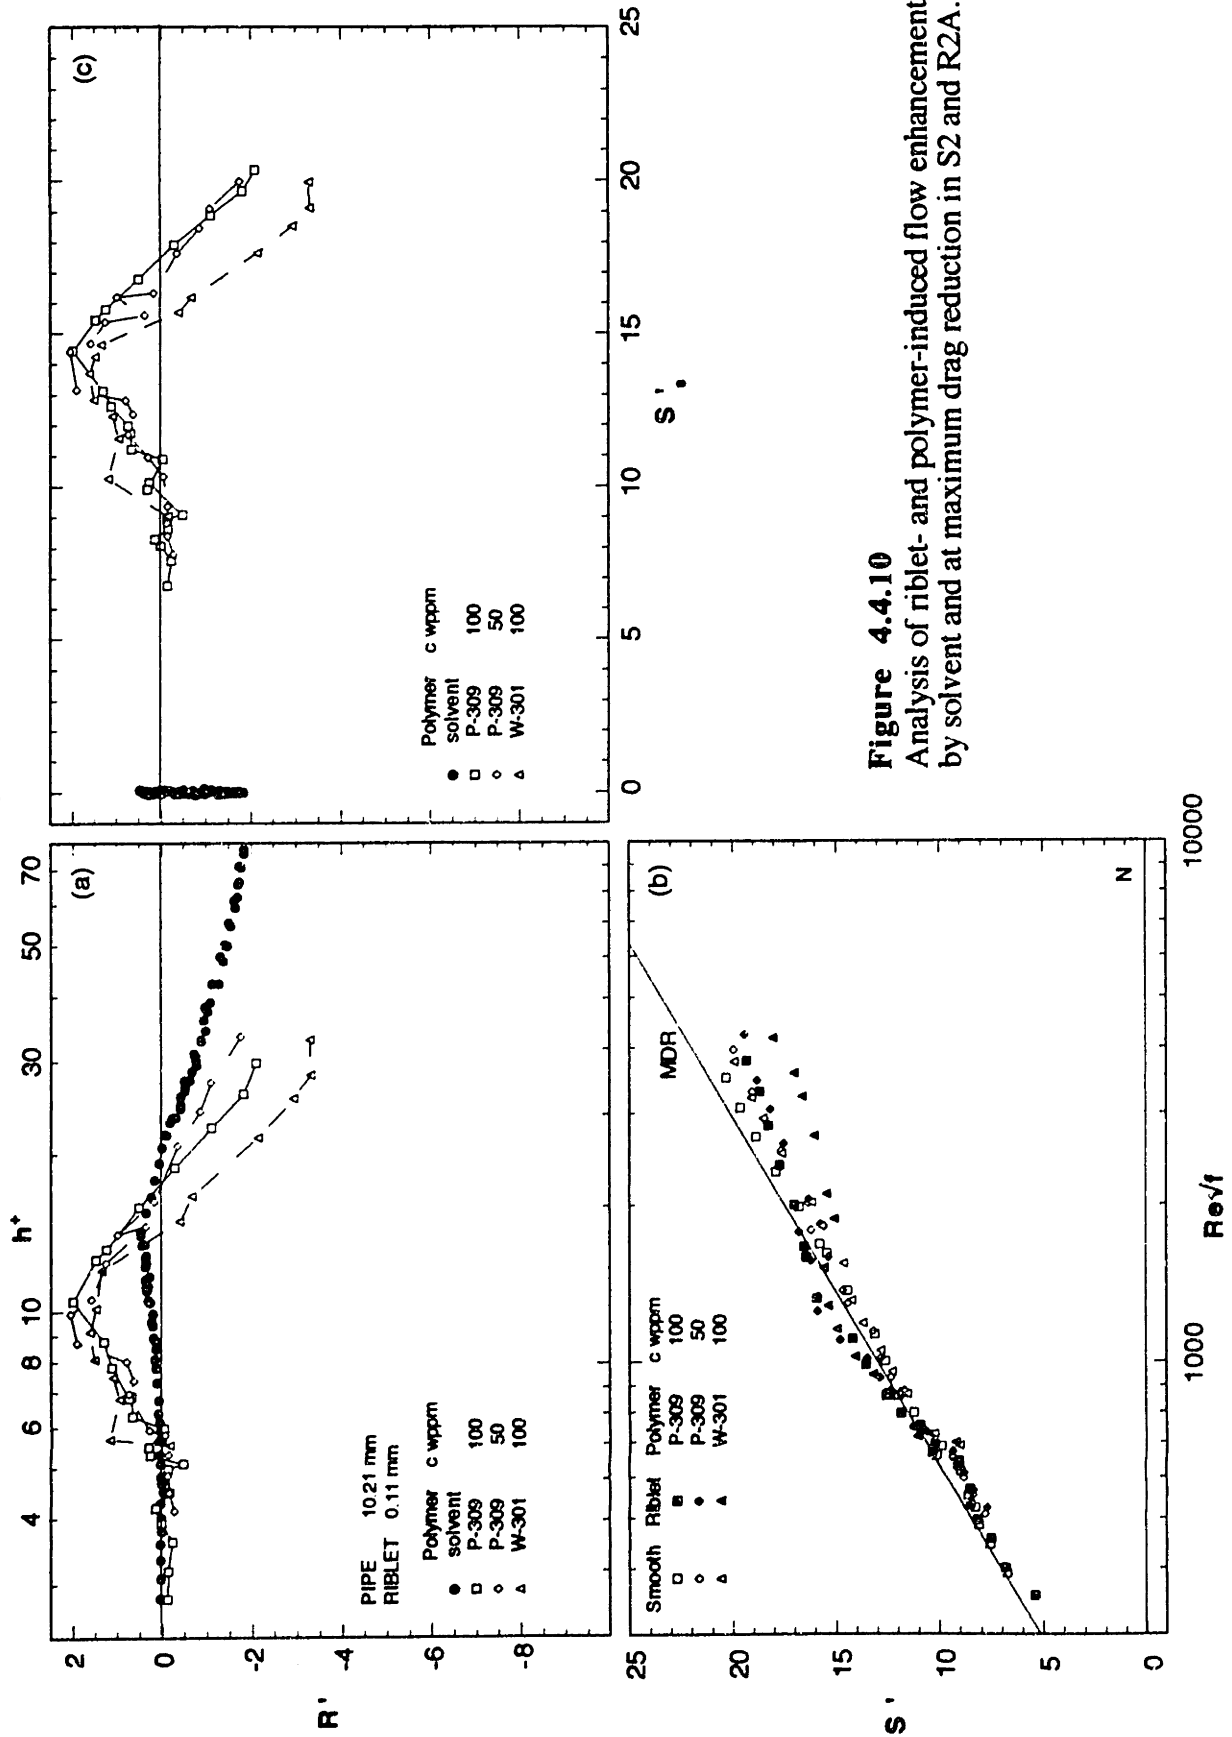 h+
4
6
8
10
30
50
70
(a)
2
0
-2
-4
-6
-8
R'
PIPE 10.21 mm
RIBLET 0.11 mm
Polymer c wppm
● solvent
□ P-309 100
◇ P-309 50
△ W-301 100
(c)
Polymer c wppm
● solvent
□ P-309 100
◇ P-309 50
△ W-301 100
0
5
10
15
20
25
S'
(b)
25
20
15
10
5
0
S'
MDR
N
Smooth Riblet Polymer c wppm
□ ■ P-309 100
◇ ◆ P-309 50
△ ▲ W-301 100
1000
10000
Re√f
Figure 4.4.10
Analysis of riblet- and polymer-induced flow enhancement
by solvent and at maximum drag reduction in S2 and R2A.